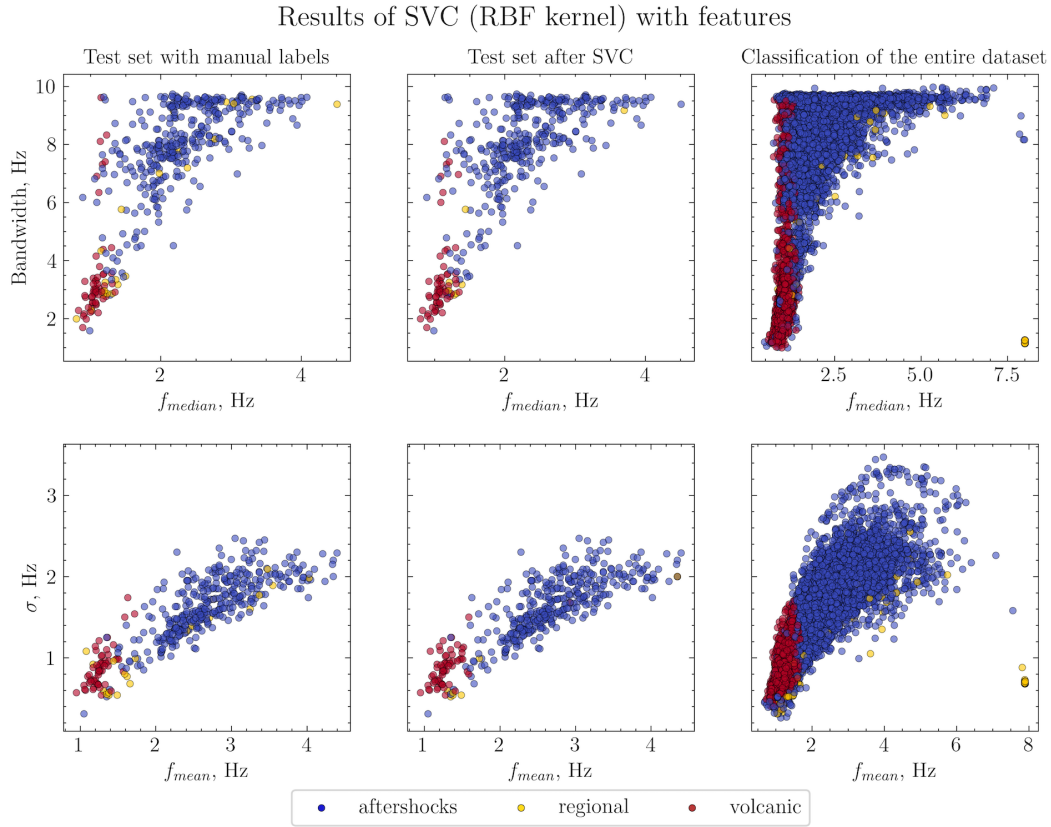 Results of SVC (RBF kernel) with features
Test set with manual labels
Test set after SVC
Classification of the entire dataset
Bandwidth, Hz
10
8
6
4
2
2
4
2
4
2.5
5.0
7.5
f_median, Hz
f_median, Hz
f_median, Hz
σ, Hz
3
2
1
1
2
3
4
1
2
3
4
2
4
6
8
f_mean, Hz
f_mean, Hz
f_mean, Hz
aftershocks
regional
volcanic